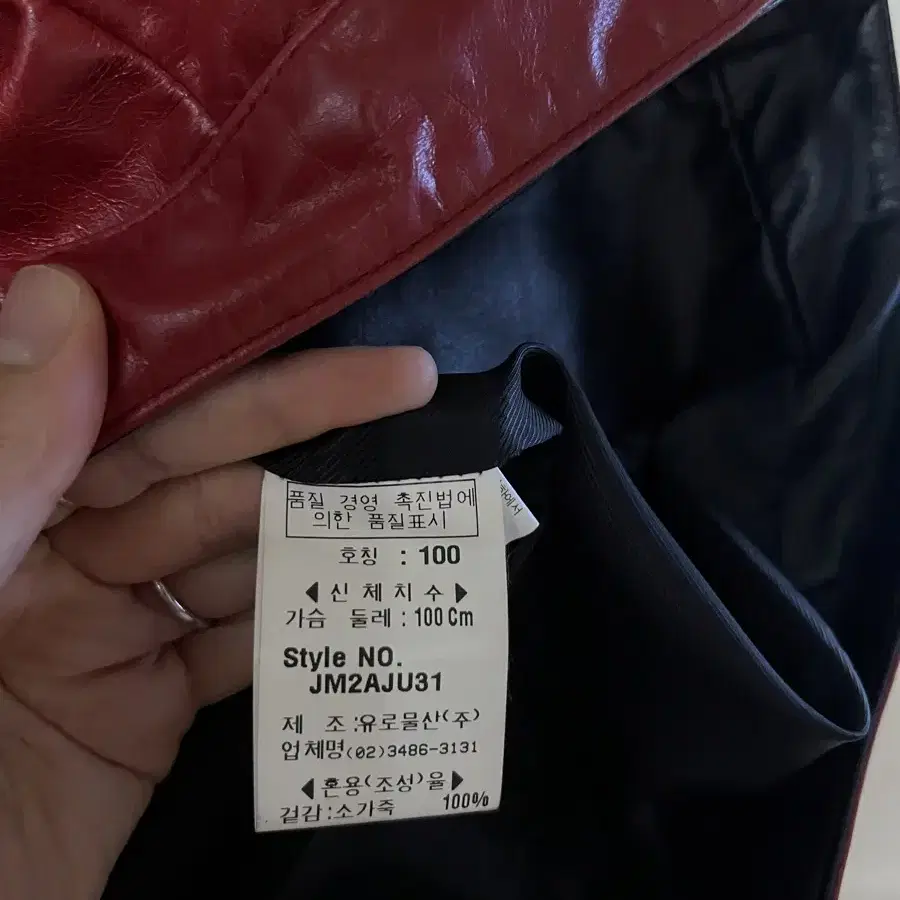 품질 경영 촉진법에
의한 품질표시
호칭 : 100
◀ 신 체 치 수 ▶
가슴 둘레 : 100 Cm
Style NO.
JM2AJU31
제 조 :유로물산(주)
업체명(02)3486-3131
◀혼용(조성)율▶
겉감:소가죽 100%